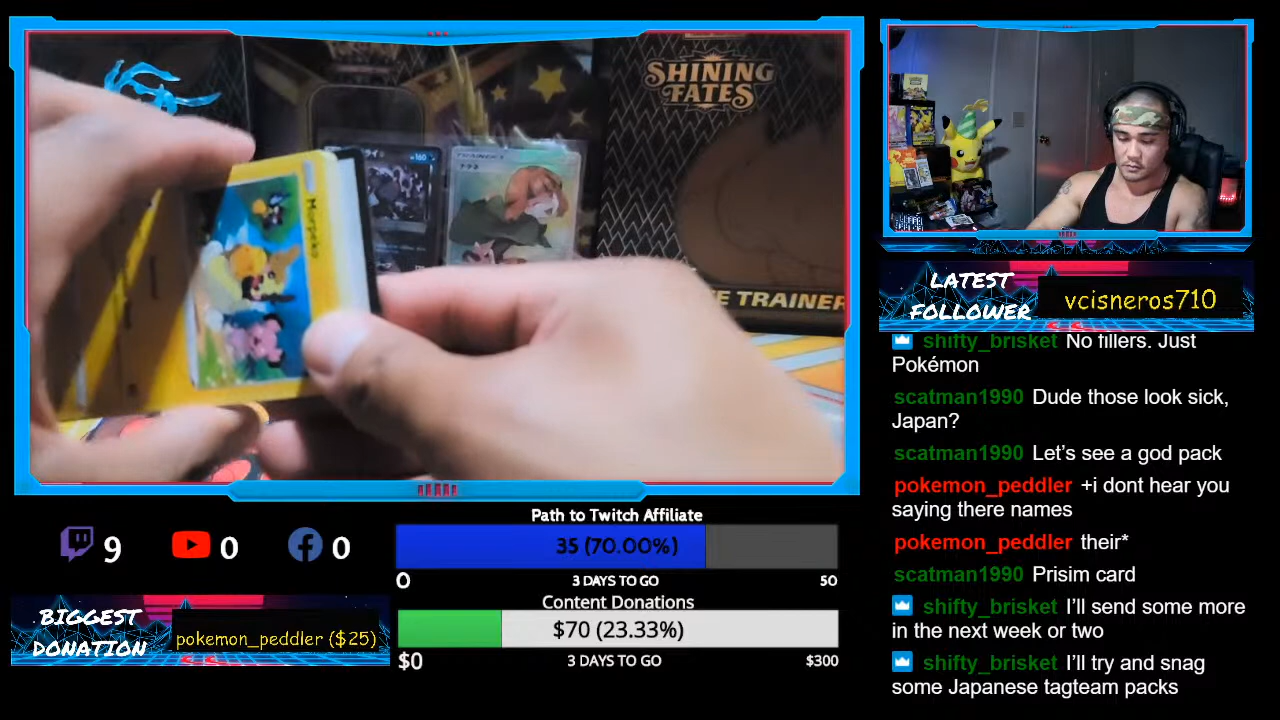 SHINING
FATES
TRAINER
160
Morpeko
E TRAINER
LATEST
FOLLOWER
vcisneros710
shifty_brisket No fillers. Just
Pokémon
scatman1990 Dude those look sick,
Japan?
scatman1990 Let's see a god pack
pokemon_peddler +i dont hear you
saying there names
pokemon_peddler their*
scatman1990 Prisim card
shifty_brisket I'll send some more
in the next week or two
shifty_brisket I'll try and snag
some Japanese tagteam packs
9
0
0
Path to Twitch Affiliate
35 (70.00%)
0 3 DAYS TO GO 50
Content Donations
$70 (23.33%)
$0 3 DAYS TO GO $300
BIGGEST
DONATION
pokemon_peddler ($25)